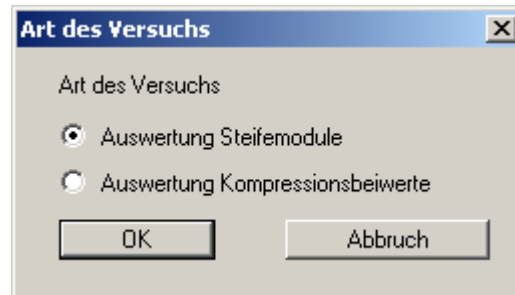 Art des Versuchs
Art des Versuchs
Auswertung Steifemodule
Auswertung Kompressionsbeiwerte
OK
Abbruch